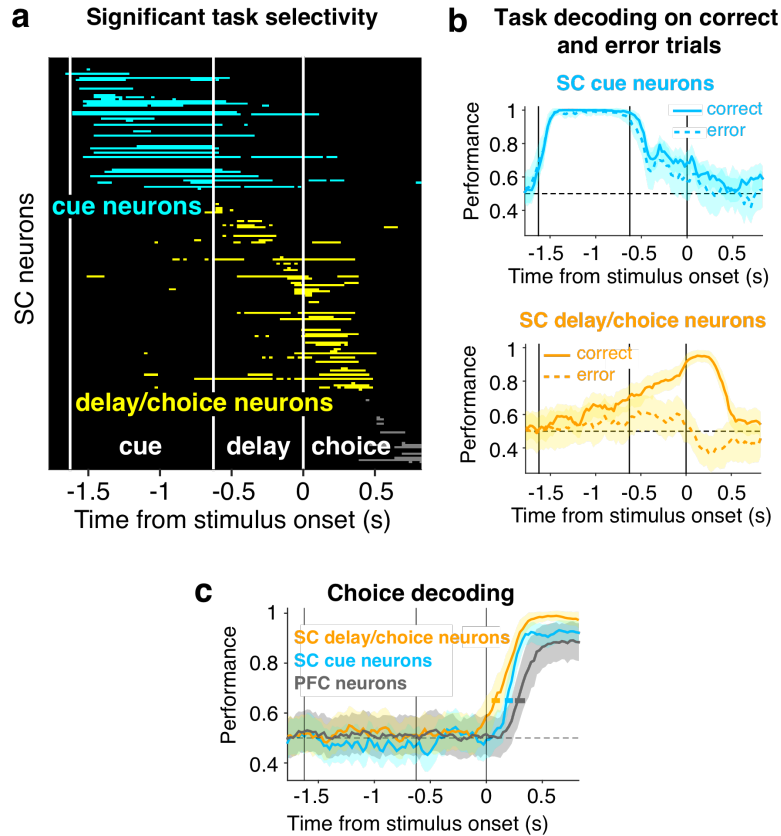 a
Significant task selectivity
SC neurons
cue neurons
delay/choice neurons
cue
delay
choice
-1.5
-1
-0.5
0
0.5
Time from stimulus onset (s)
b
Task decoding on correct
and error trials
SC cue neurons
correct
error
Performance
1
0.8
0.6
0.4
-1.5
-1
-0.5
0
0.5
Time from stimulus onset (s)
SC delay/choice neurons
correct
error
Performance
1
0.8
0.6
0.4
-1.5
-1
-0.5
0
0.5
Time from stimulus onset (s)
c
Choice decoding
SC delay/choice neurons
SC cue neurons
PFC neurons
Performance
1
0.8
0.6
0.4
-1.5
-1
-0.5
0
0.5
Time from stimulus onset (s)